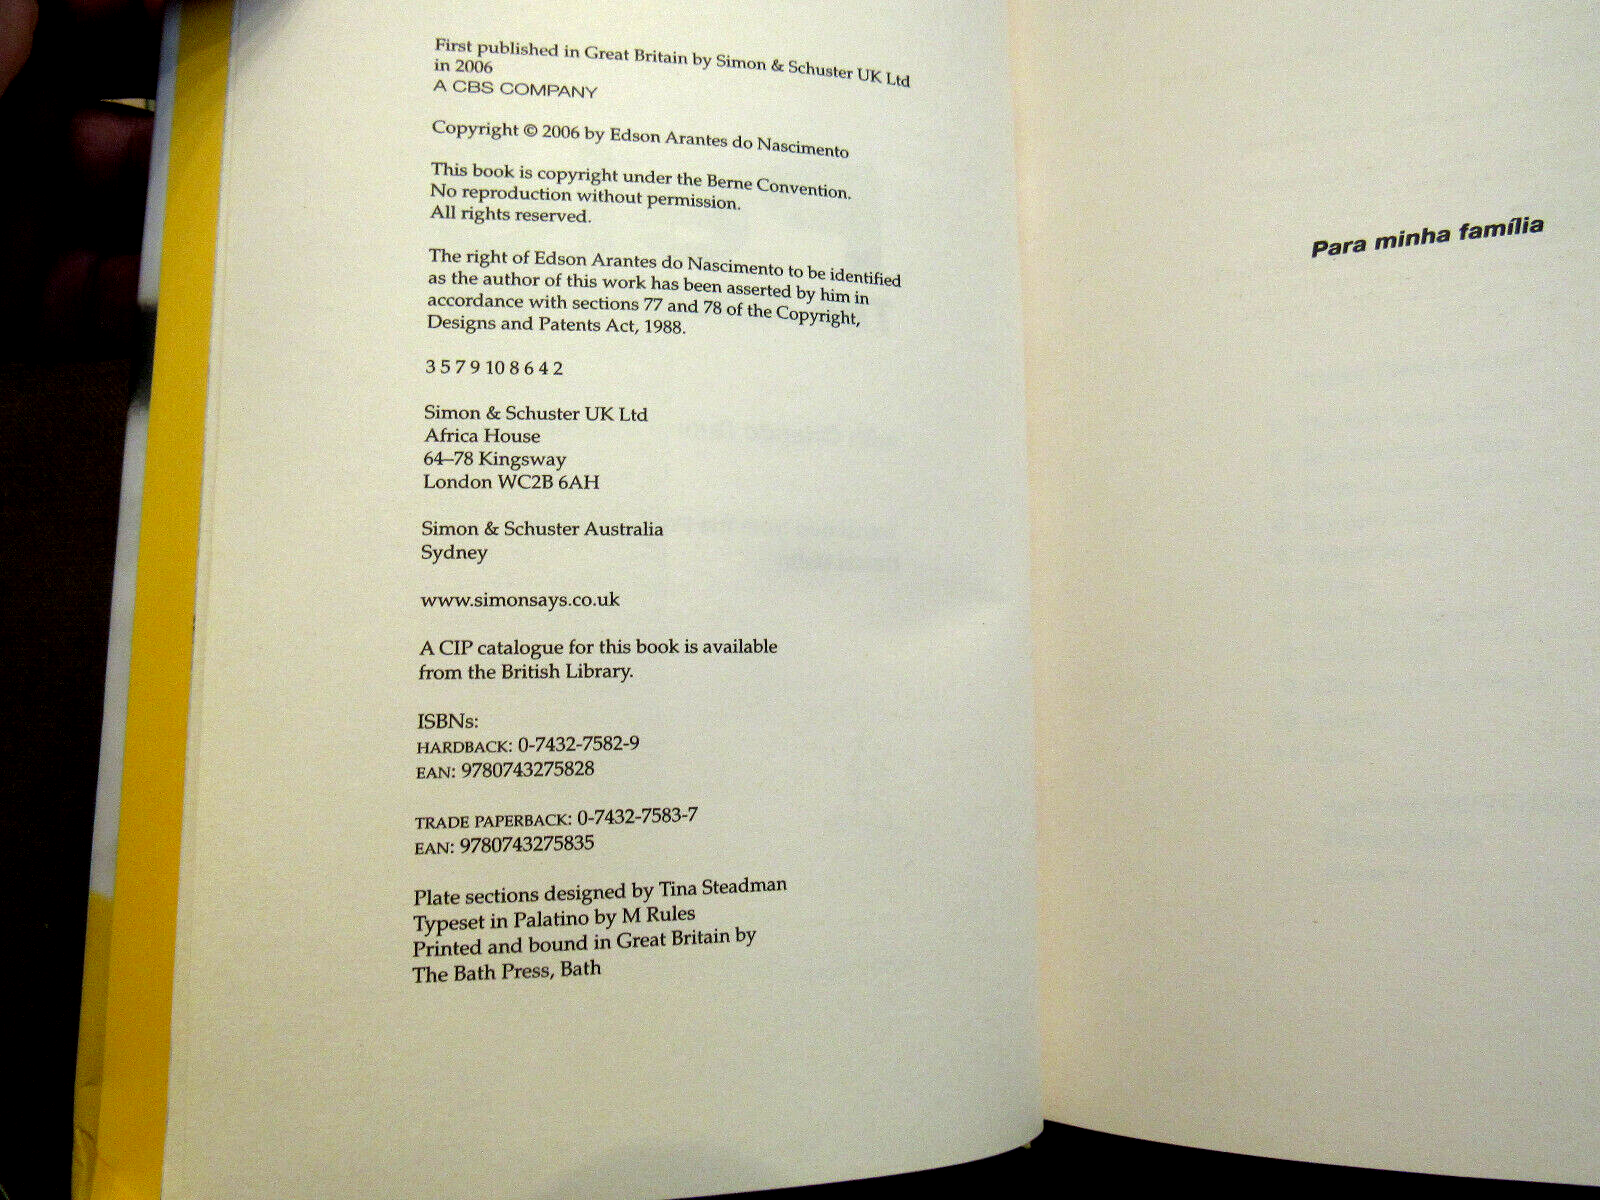 First published in Great Britain by Simon & Schuster UK Ltd
in 2006
A CBS COMPANY
Copyright © 2006 by Edson Arantes do Nascimento
This book is copyright under the Berne Convention.
No reproduction without permission.
All rights reserved.
The right of Edson Arantes do Nascimento to be identified
as the author of this work has been asserted by him in
accordance with sections 77 and 78 of the Copyright,
Designs and Patents Act, 1988.
3 5 7 9 10 8 6 4 2
Simon & Schuster UK Ltd
Africa House
64–78 Kingsway
London WC2B 6AH
Simon & Schuster Australia
Sydney
www.simonsays.co.uk
A CIP catalogue for this book is available
from the British Library.
ISBNs:
HARDBACK: 0-7432-7582-9
EAN: 9780743275828
TRADE PAPERBACK: 0-7432-7583-7
EAN: 9780743275835
Plate sections designed by Tina Steadman
Typeset in Palatino by M Rules
Printed and bound in Great Britain by
The Bath Press, Bath
Para minha família